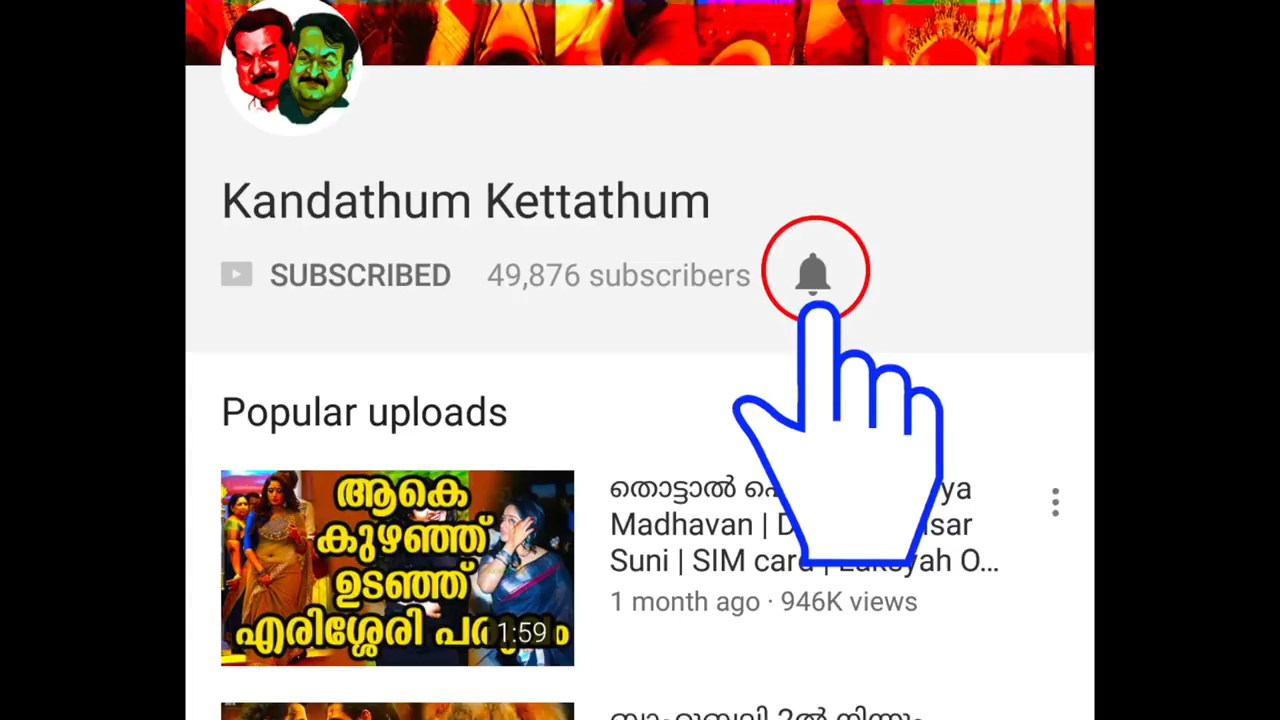 Kandathum Kettathum
SUBSCRIBED 49,876 subscribers
Popular uploads
ആകെ
കുഴഞ്ഞ്
ഉടഞ്ഞ്
എരിശ്ശേരി
1:59
തൊട്ടാൽ
Madhavan |
Suni | SIM card | Laksyah O...
1 month ago · 946K views